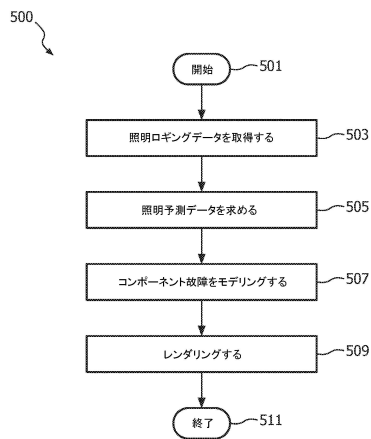 500
開始
501
照明ロギングデータを取得する
503
照明予測データを求める
505
コンポーネント故障をモデリングする
507
レンダリングする
509
終了
511